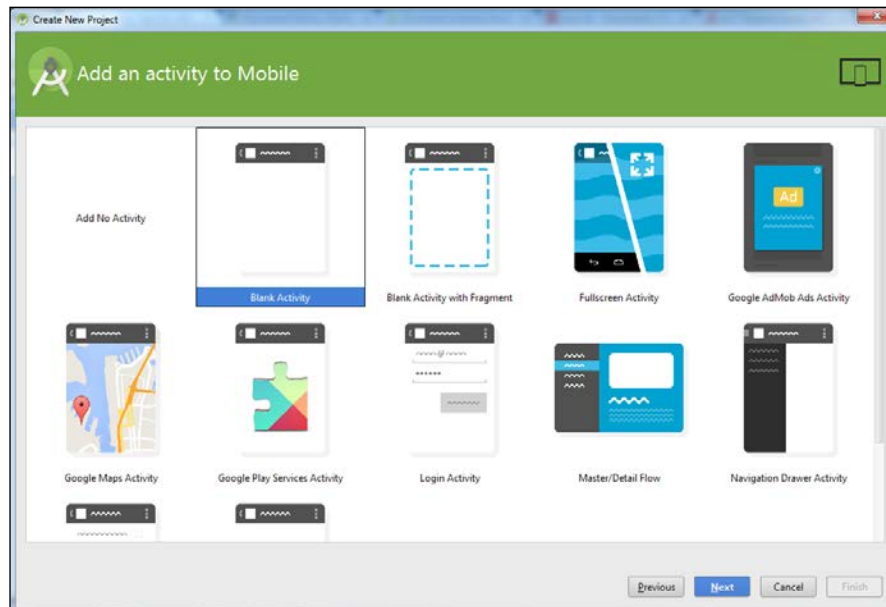 Create New Project
Add an activity to Mobile
Add No Activity
Blank Activity
Blank Activity with Fragment
Fullscreen Activity
Ad
Google AdMob Ads Activity
Google Maps Activity
Google Play Services Activity
Login Activity
Master/Detail Flow
Navigation Drawer Activity
Previous
Next
Cancel
Finish